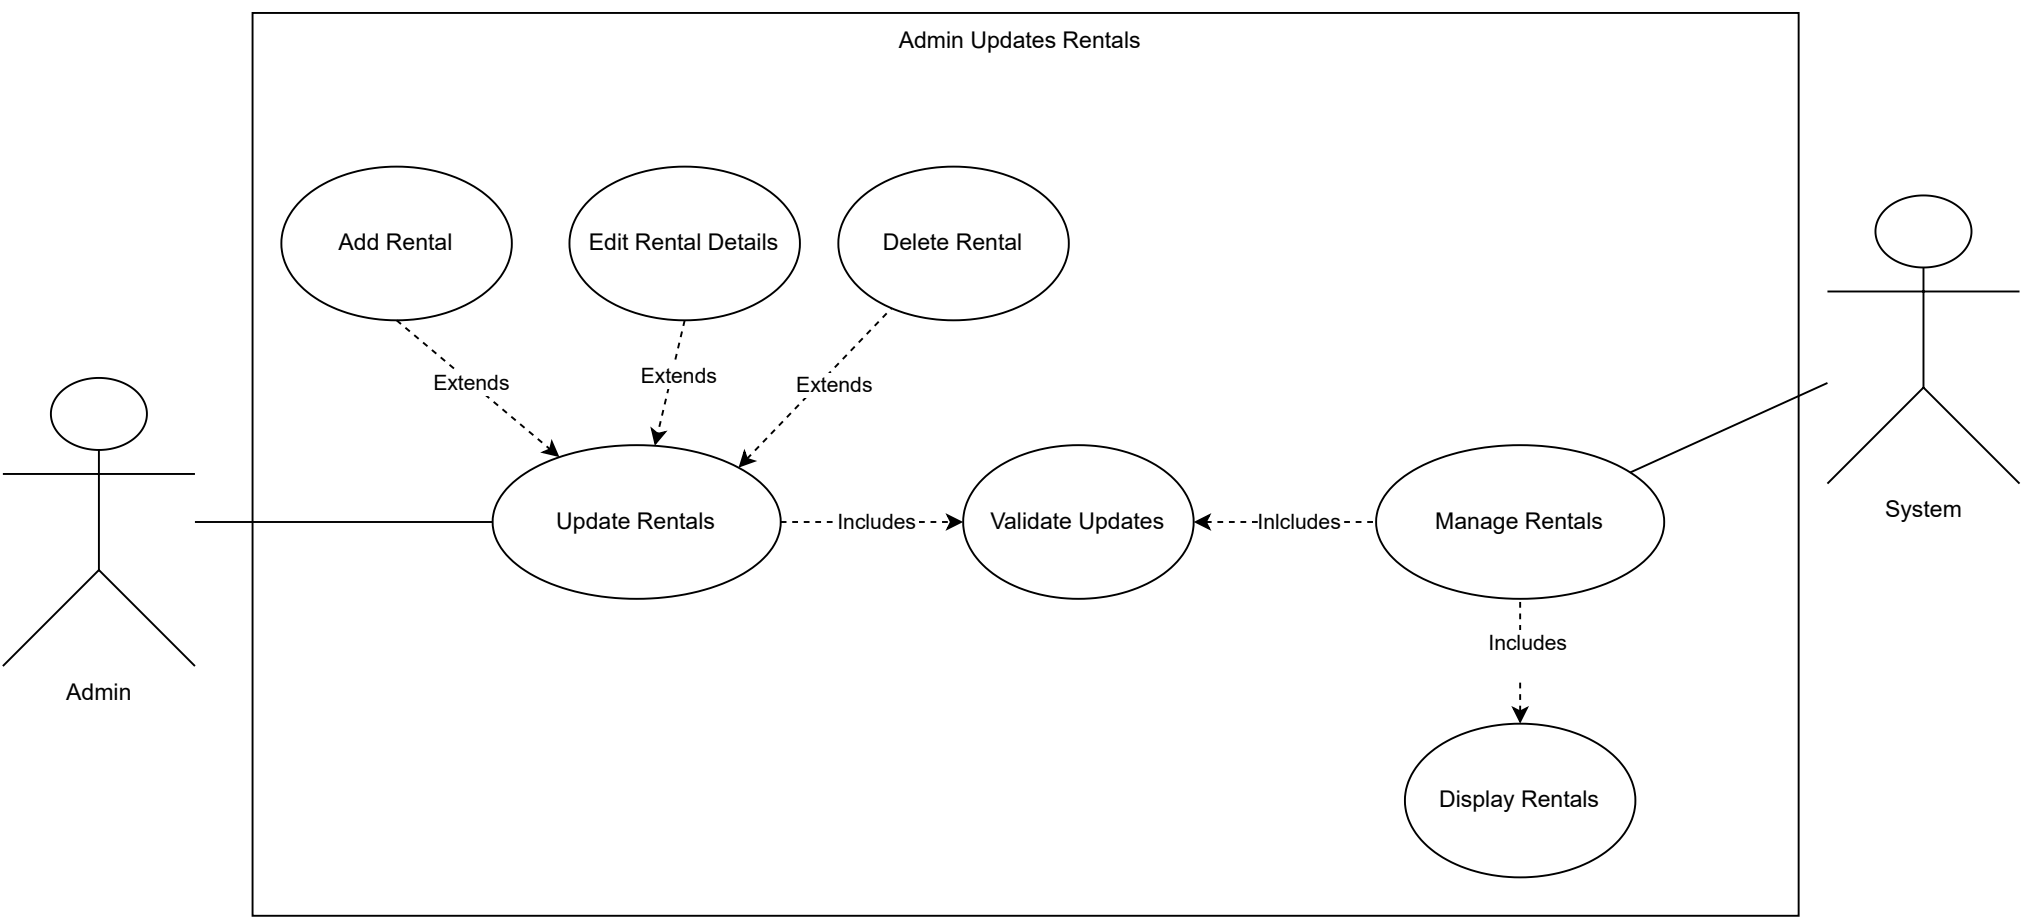 Admin Updates Rentals
Add Rental
Edit Rental Details
Delete Rental
Extends
Extends
Extends
Update Rentals
Includes
Validate Updates
Inlcludes
Manage Rentals
System
Includes
Admin
Display Rentals